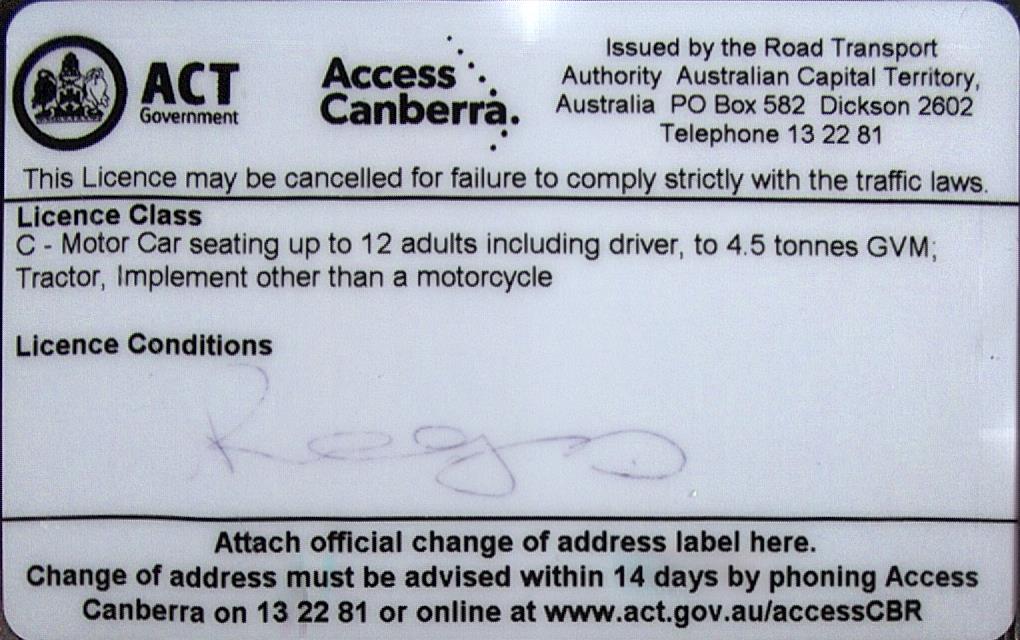 ACT
Government
Access
Canberra.
Issued by the Road Transport
Authority Australian Capital Territory,
Australia PO Box 582 Dickson 2602
Telephone 13 22 81
This Licence may be cancelled for failure to comply strictly with the traffic laws.
Licence Class
C - Motor Car seating up to 12 adults including driver, to 4.5 tonnes GVM;
Tractor, Implement other than a motorcycle
Licence Conditions
Attach official change of address label here.
Change of address must be advised within 14 days by phoning Access
Canberra on 13 22 81 or online at www.act.gov.au/accessCBR